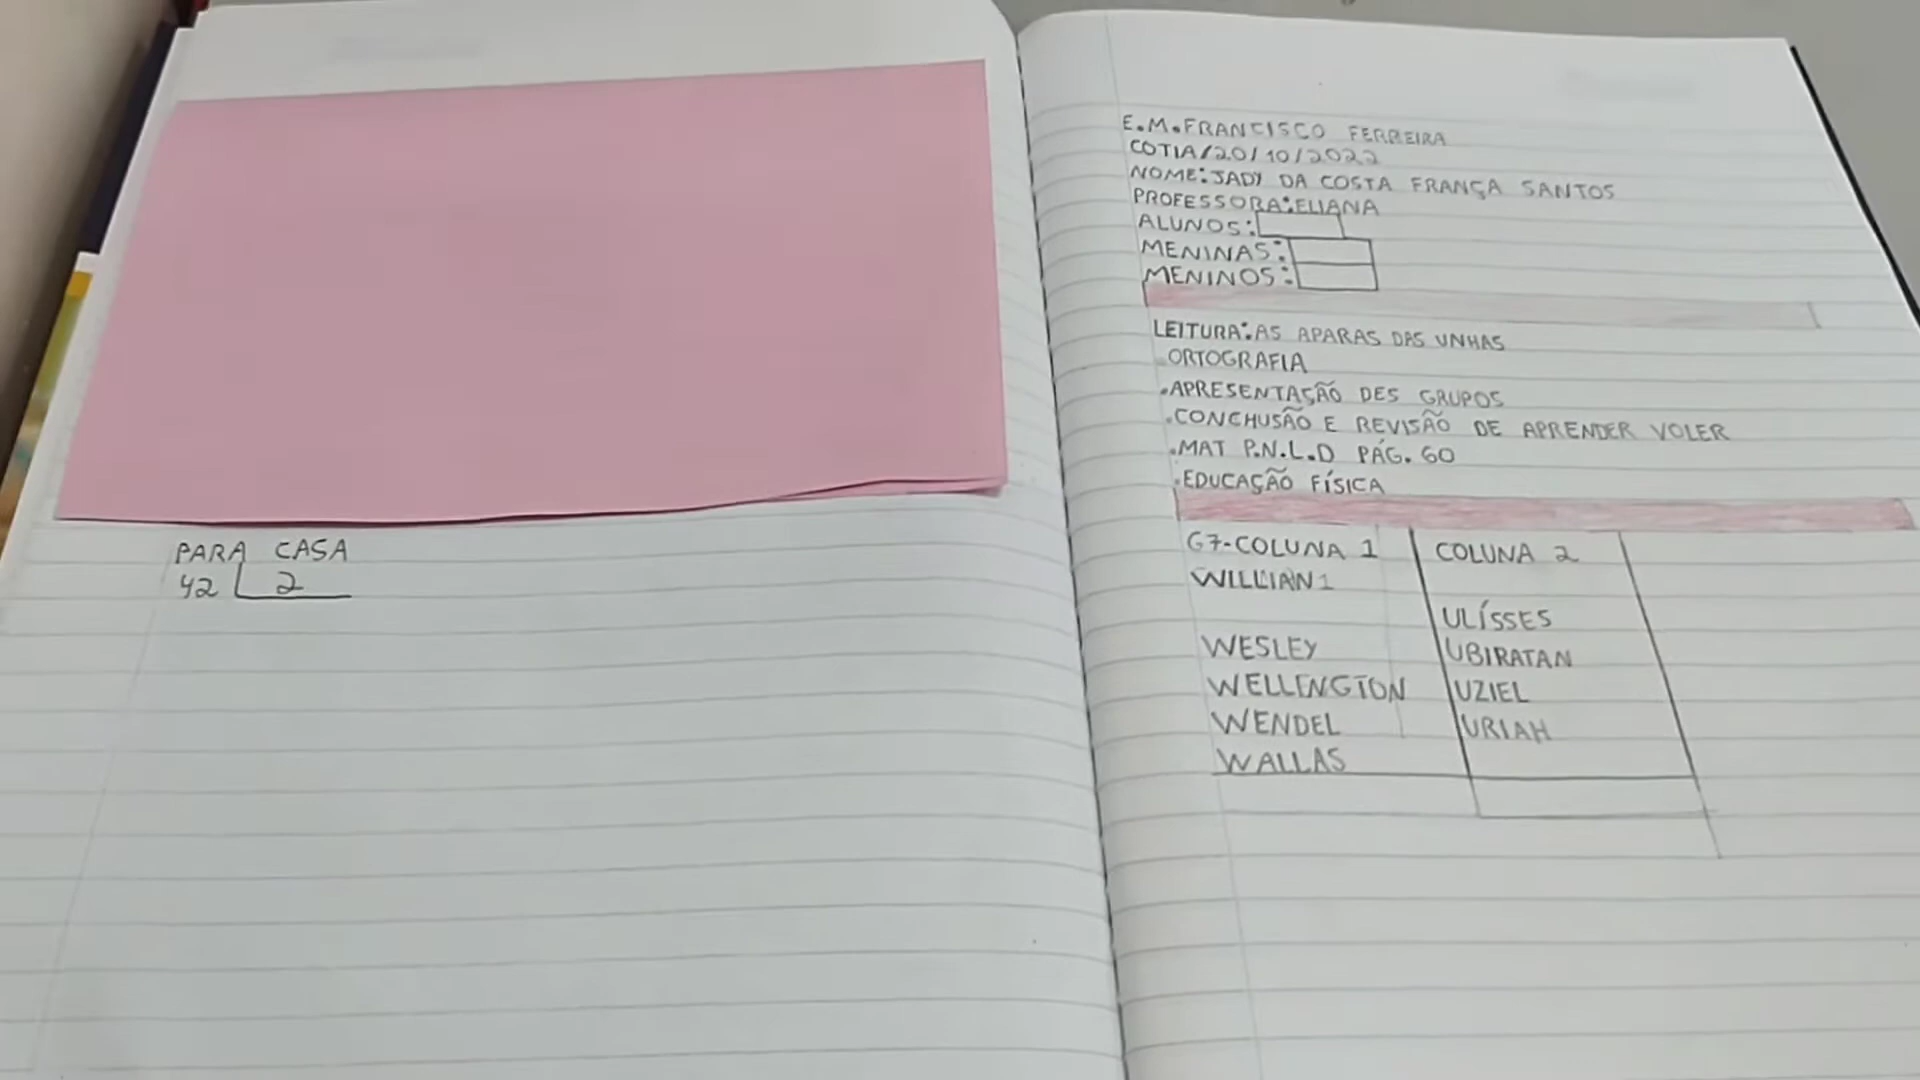 PARA CASA
42 2
E.M.FRANCISCO FERREIRA
COTIA/20/10/2022
NOME:JADY DA COSTA FRANÇA SANTOS
PROFESSORA:ELIANA
ALUNOS:
MENINAS:
MENINOS:
LEITURA:AS APARAS DAS UNHAS
.ORTOGRAFIA
.APRESENTAÇÃO DES GRUPOS
.CONCHUSÃO E REVISÃO DE APRENDER VOLER
.MAT P.N.L.D PÁG. 60
.EDUCAÇÃO FÍSICA
G7-COLUNA 1 COLUNA 2
WILLIAN1
ULÍSSES
WESLEY UBIRATAN
WELLINGTON UZIEL
WENDEL URIAH
WALLAS